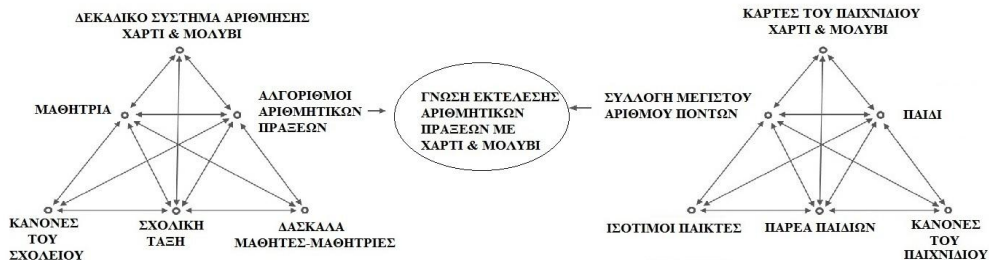 ΔΕΚΑΔΙΚΟ ΣΥΣΤΗΜΑ ΑΡΙΘΜΗΣΗΣ
ΧΑΡΤΙ & ΜΟΛΥΒΙ
ΜΑΘΗΤΡΙΑ
ΑΛΓΟΡΙΘΜΟΙ
ΑΡΙΘΜΗΤΙΚΩΝ
ΠΡΑΞΕΩΝ
ΚΑΝΟΝΕΣ
ΤΟΥ
ΣΧΟΛΕΙΟΥ
ΣΧΟΛΙΚΗ
ΤΑΞΗ
ΔΑΣΚΑΛΑ
ΜΑΘΗΤΕΣ-ΜΑΘΗΤΡΙΕΣ
ΓΝΩΣΗ ΕΚΤΕΛΕΣΗΣ
ΑΡΙΘΜΗΤΙΚΩΝ
ΠΡΑΞΕΩΝ ΜΕ
ΧΑΡΤΙ & ΜΟΛΥΒΙ
ΚΑΡΤΕΣ ΤΟΥ ΠΑΙΧΝΙΔΙΟΥ
ΧΑΡΤΙ & ΜΟΛΥΒΙ
ΣΥΛΛΟΓΗ ΜΕΓΙΣΤΟΥ
ΑΡΙΘΜΟΥ ΠΟΝΤΩΝ
ΠΑΙΔΙ
ΙΣΟΤΙΜΟΙ ΠΑΙΚΤΕΣ
ΠΑΡΕΑ ΠΑΙΔΙΩΝ
ΚΑΝΟΝΕΣ
ΤΟΥ
ΠΑΙΧΝΙΔΙΟΥ